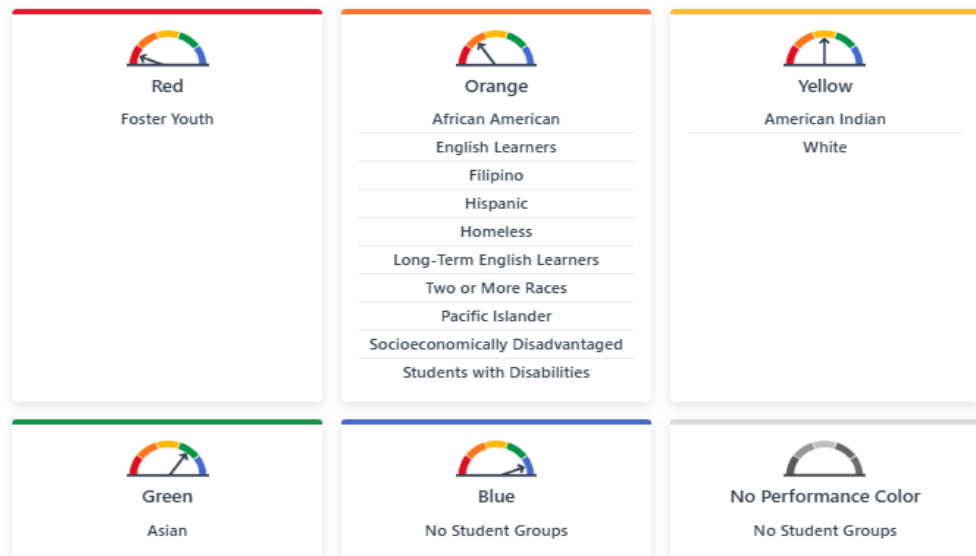 Red
Foster Youth
Orange
African American
English Learners
Filipino
Hispanic
Homeless
Long-Term English Learners
Two or More Races
Pacific Islander
Socioeconomically Disadvantaged
Students with Disabilities
Yellow
American Indian
White
Green
Asian
Blue
No Student Groups
No Performance Color
No Student Groups